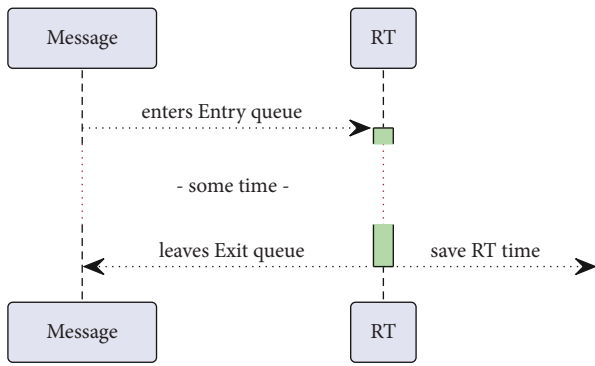 Message
RT
enters Entry queue
- some time -
leaves Exit queue
save RT time
Message
RT